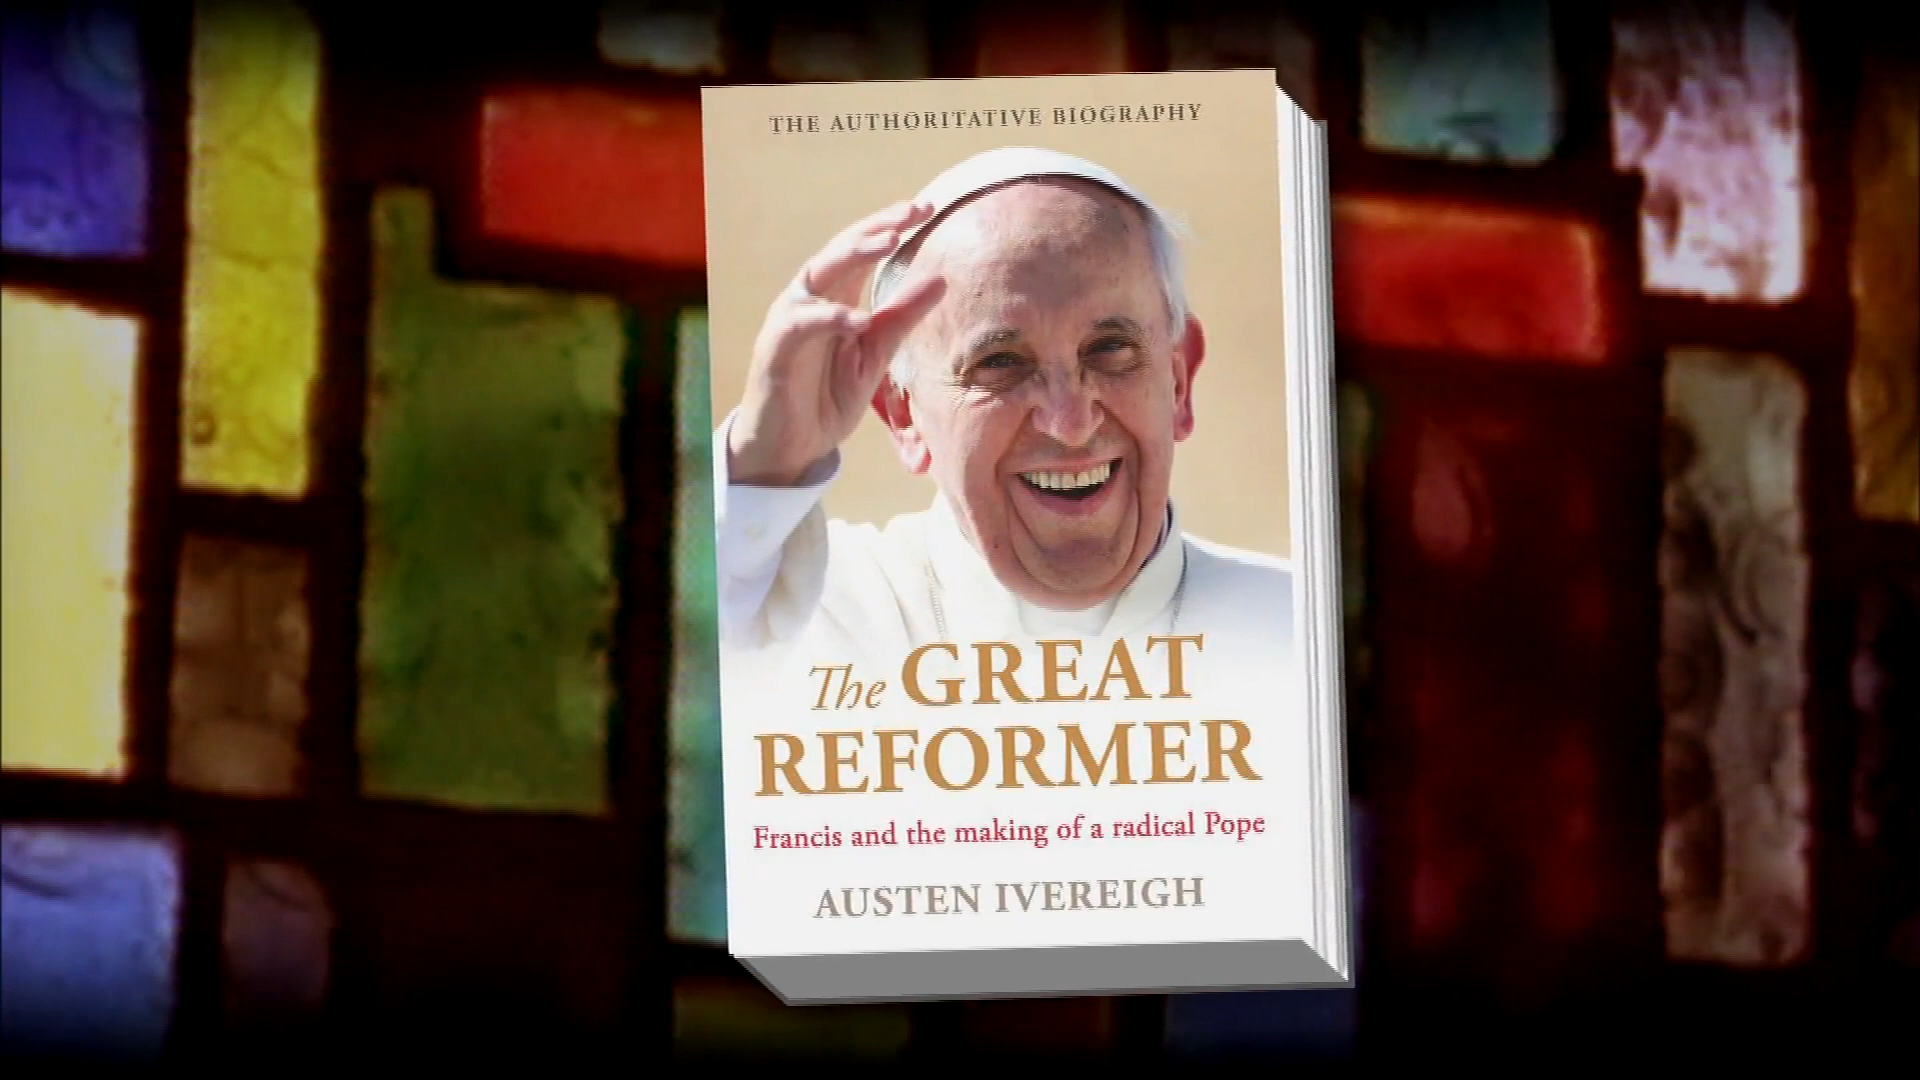 THE AUTHORITATIVE BIOGRAPHY
The GREAT
REFORMER
Francis and the making of a radical Pope
AUSTEN IVEREIGH